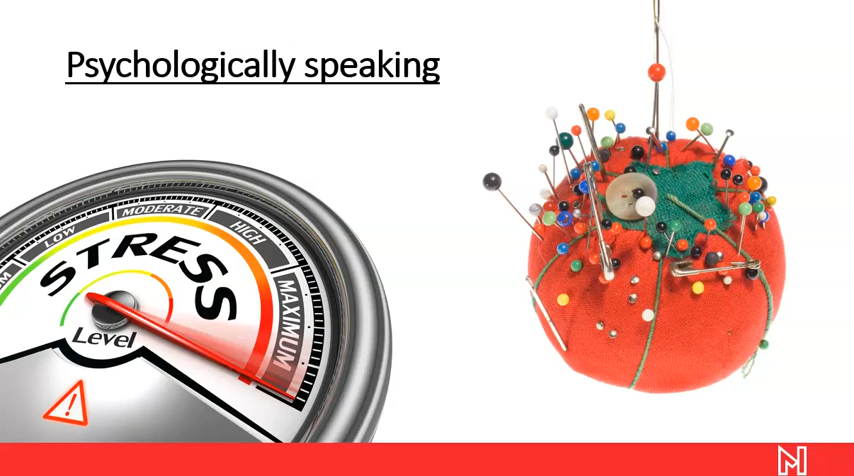 Psychologically speaking
LOW
MODERATE
HIGH
MAXIMUM
STRESS
Level